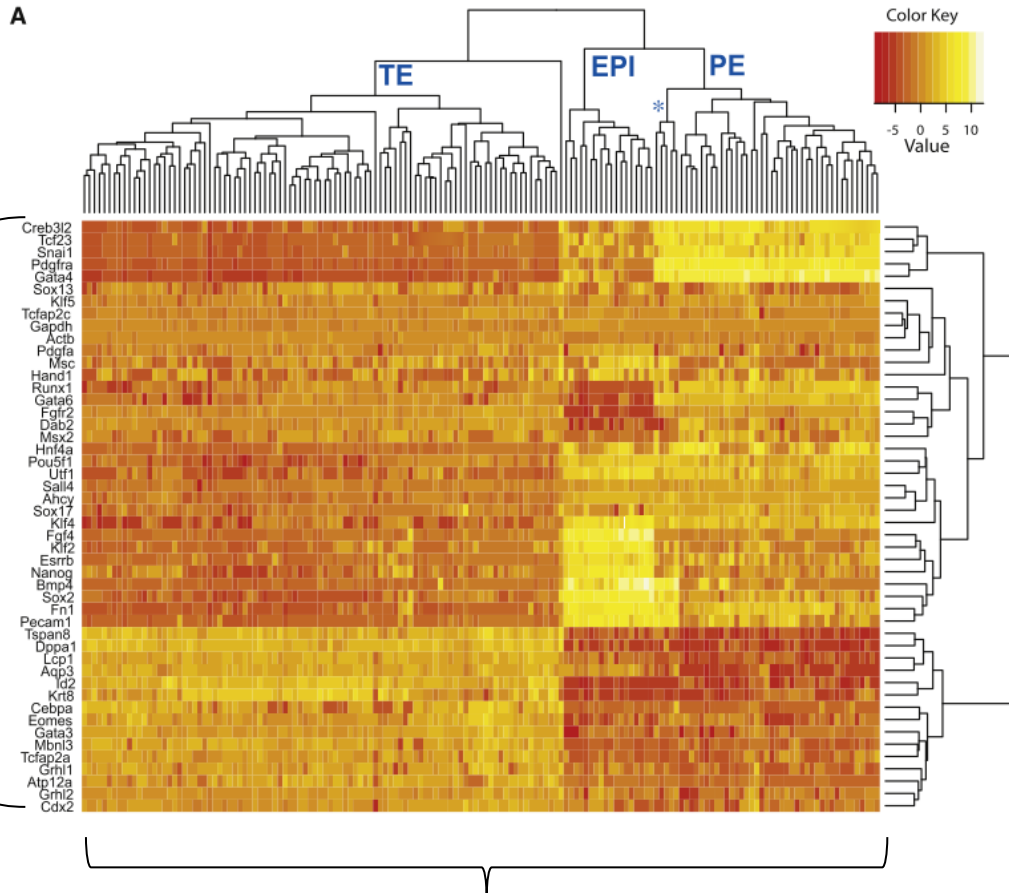 A
Color Key
-5 0 5 10
Value
TE
EPI
PE
*
Creb3l2
Tcf23
Snai1
Pdgfra
Gata4
Sox13
Klf5
Tcfap2c
Gapdh
Actb
Pdgfa
Msc
Hand1
Runx1
Gata6
Fgfr2
Dab2
Msx2
Hnf4a
Pou5f1
Utf1
Sall4
Ahcy
Sox17
Klf4
Fgf4
Klf2
Esrrb
Nanog
Bmp4
Sox2
Fn1
Pecam1
Tspan8
Dppa1
Lcp1
Aqp3
Id2
Krt8
Cebpa
Eomes
Gata3
Mbnl3
Tcfap2a
Grhl1
Atp12a
Grhl2
Cdx2